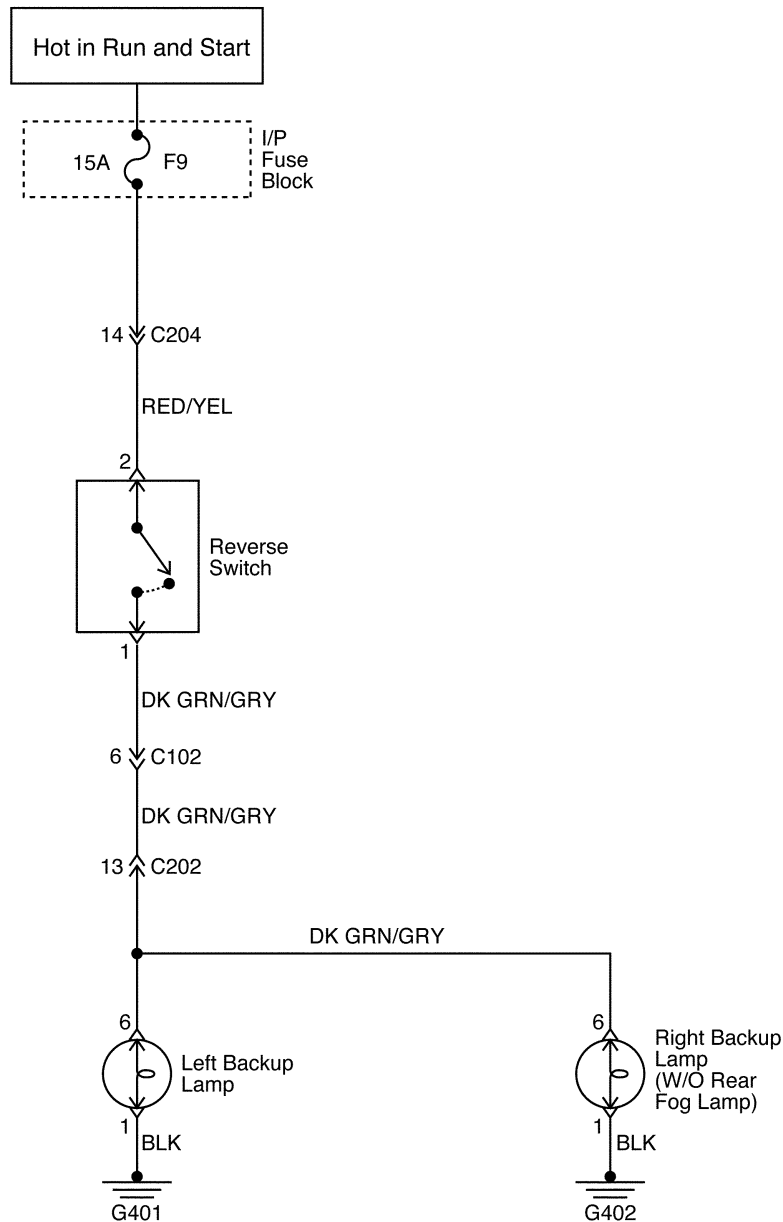 Hot in Run and Start
15A
F9
I/P
Fuse
Block
14
C204
RED/YEL
2
Reverse
Switch
1
DK GRN/GRY
6
C102
DK GRN/GRY
13
C202
DK GRN/GRY
6
Left Backup
Lamp
1
BLK
G401
6
Right Backup
Lamp
(W/O Rear
Fog Lamp)
1
BLK
G402